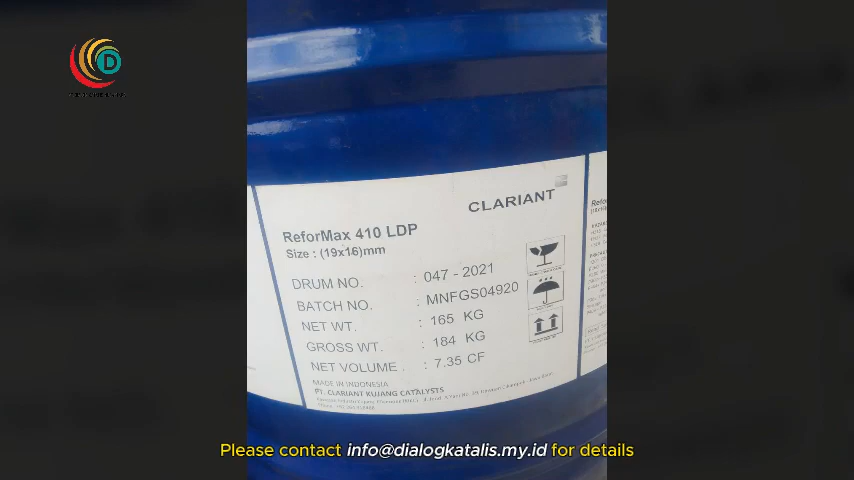 D
CLARIANT
ReforMax 410 LDP
Size : (19x16)mm
DRUM NO. : 047 - 2021
BATCH NO. : MNFGS04920
NET WT. : 165 KG
GROSS WT. : 184 KG
NET VOLUME . : 7.35 CF
MADE IN INDONESIA
PT. CLARIANT KUJANG CATALYSTS
Please contact info@dialogkatalis.my.id for details